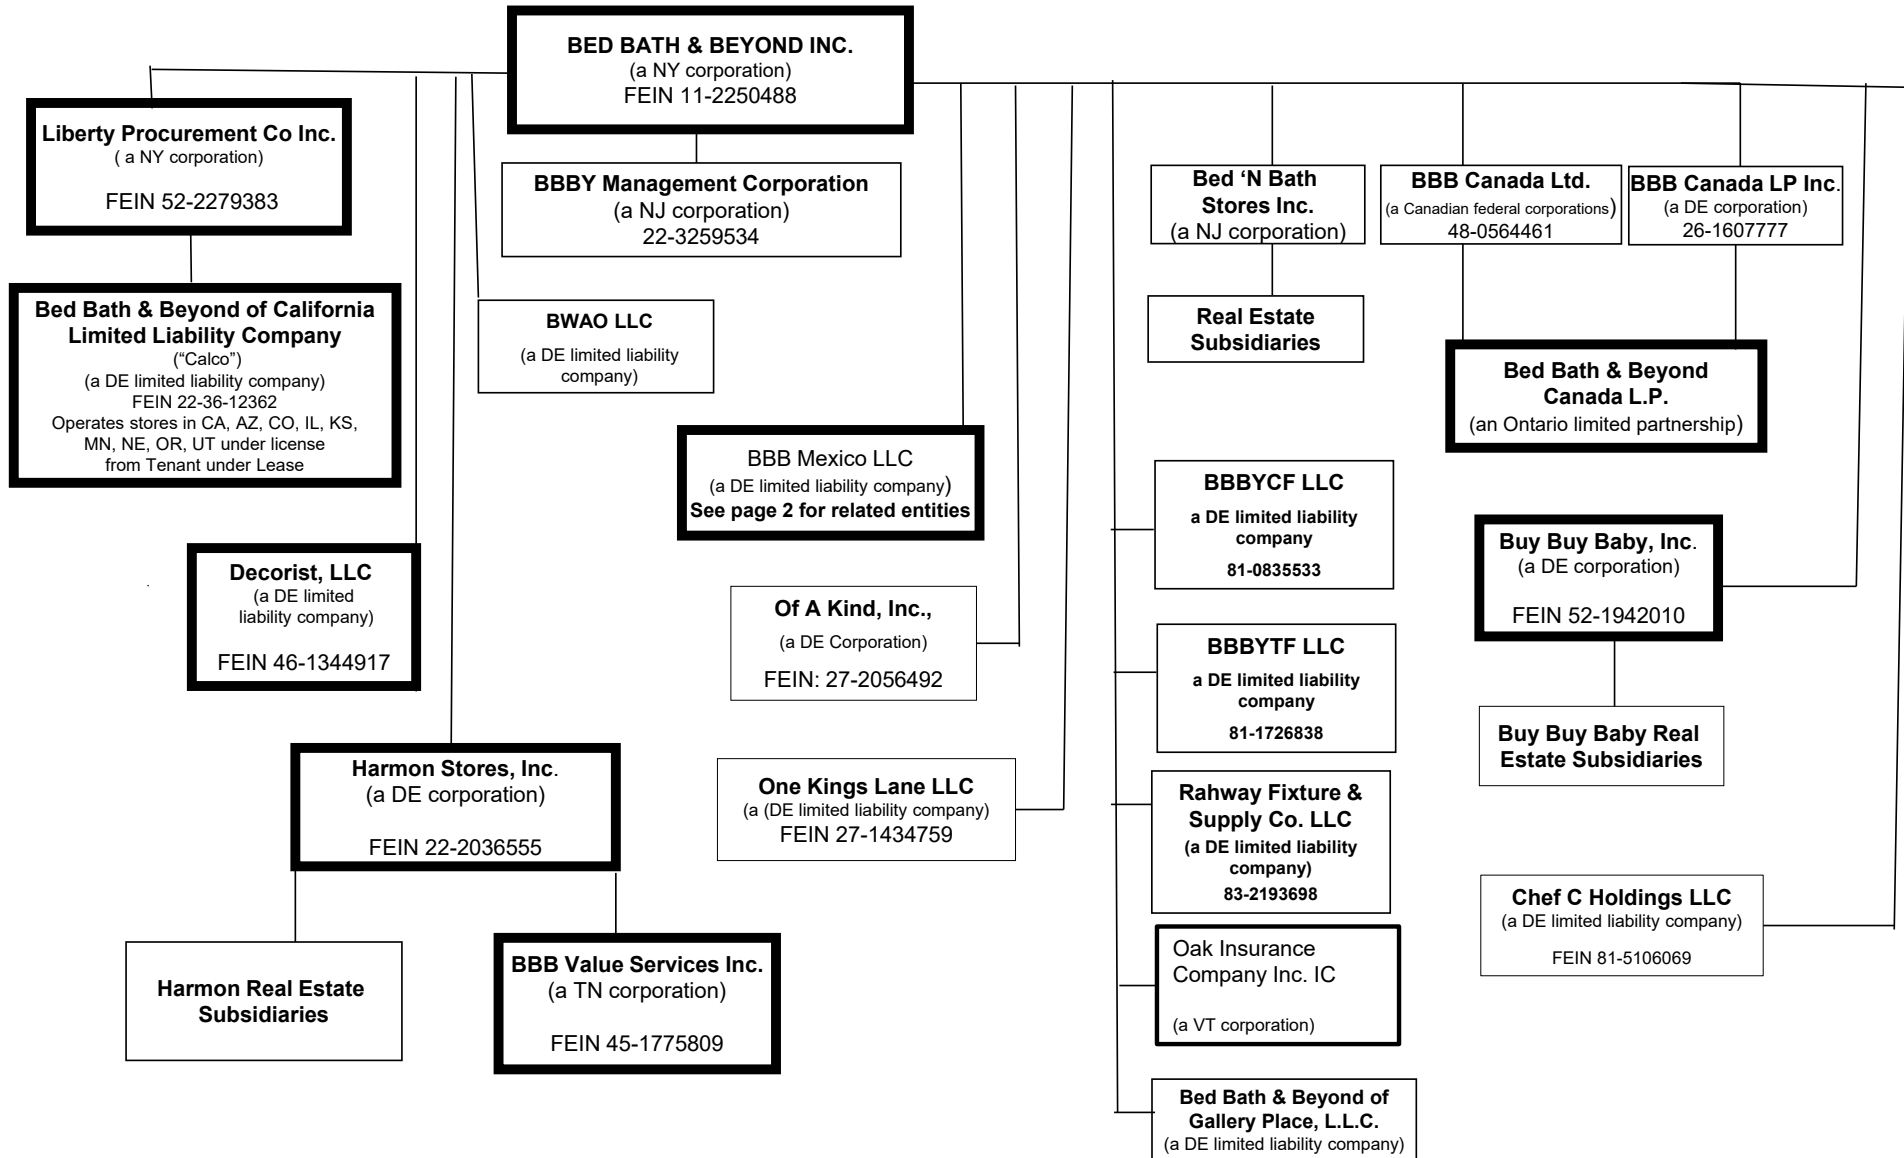 BED BATH & BEYOND INC.
(a NY corporation)
FEIN 11-2250488
Liberty Procurement Co Inc.
( a NY corporation)
FEIN 52-2279383
BBBY Management Corporation
(a NJ corporation)
22-3259534
Bed ‘N Bath
Stores Inc.
(a NJ corporation)
BBB Canada Ltd.
(a Canadian federal corporations)
48-0564461
BBB Canada LP Inc.
(a DE corporation)
26-1607777
Bed Bath & Beyond of California
Limited Liability Company
(“Calco”)
(a DE limited liability company)
FEIN 22-36-12362
Operates stores in CA, AZ, CO, IL, KS,
MN, NE, OR, UT under license
from Tenant under Lease
BWAO LLC
(a DE limited liability
company)
Real Estate
Subsidiaries
Bed Bath & Beyond
Canada L.P.
(an Ontario limited partnership)
BBB Mexico LLC
(a DE limited liability company)
See page 2 for related entities
BBBYCF LLC
a DE limited liability
company
81-0835533
Buy Buy Baby, Inc.
(a DE corporation)
FEIN 52-1942010
Decorist, LLC
(a DE limited
liability company)
FEIN 46-1344917
Of A Kind, Inc.,
(a DE Corporation)
FEIN: 27-2056492
BBBYTF LLC
a DE limited liability
company
81-1726838
Buy Buy Baby Real
Estate Subsidiaries
Harmon Stores, Inc.
(a DE corporation)
FEIN 22-2036555
One Kings Lane LLC
(a (DE limited liability company)
FEIN 27-1434759
Rahway Fixture &
Supply Co. LLC
(a DE limited liability
company)
83-2193698
Chef C Holdings LLC
(a DE limited liability company)
FEIN 81-5106069
Harmon Real Estate
Subsidiaries
BBB Value Services Inc.
(a TN corporation)
FEIN 45-1775809
Oak Insurance
Company Inc. IC
(a VT corporation)
Bed Bath & Beyond of
Gallery Place, L.L.C.
(a DE limited liability company)